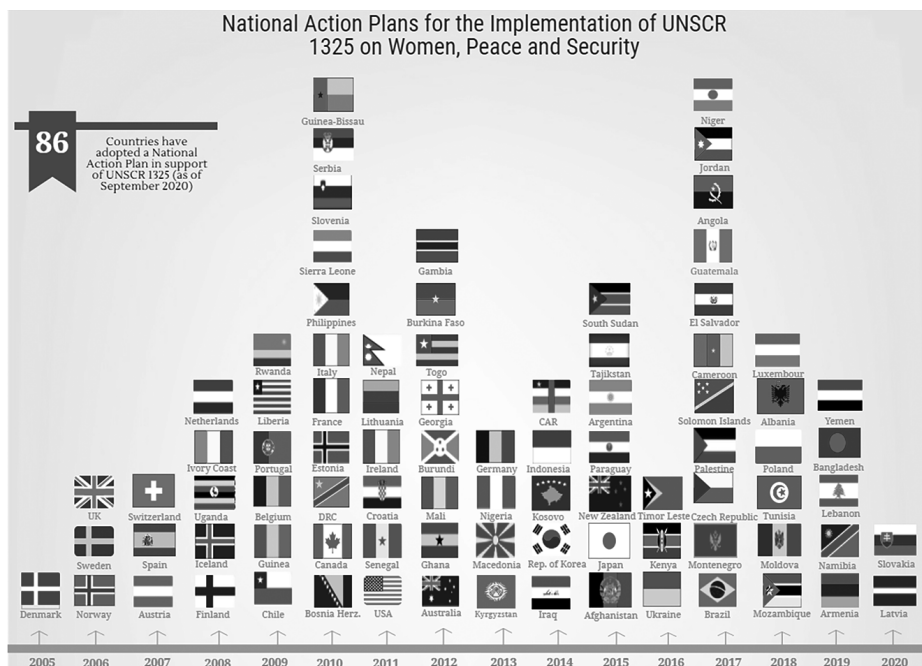 National Action Plans for the Implementation of UNSCR
1325 on Women, Peace and Security
86
Countries have
adopted a National
Action Plan in support
of UNSCR 1325 (as of
September 2020)
Guinea-Bissau
Niger
Serbia
Jordan
Slovenia
Angola
Sierra Leone
Gambia
Guatemala
Philippines
Burkina Faso
South Sudan
El Salvador
Rwanda
Italy
Nepal
Togo
Tajikstan
Cameroon
Luxembour
Netherlands
Liberia
France
Lithuania
Georgia
CAR
Argentina
Solomon Islands
Albania
Yemen
Ivory Coast
Portugal
Estonia
Ireland
Burundi
Germany
Indonesia
Paraguay
Palestine
Poland
Bangladesh
UK
Switzerland
Uganda
Belgium
DRC
Croatia
Mali
Nigeria
Kosovo
New Zealand
Timor Leste
Czech Republic
Tunisia
Lebanon
Sweden
Spain
Iceland
Guinea
Canada
Senegal
Ghana
Macedonia
Rep. of Korea
Japan
Kenya
Montenegro
Moldova
Namibia
Slovakia
Denmark
Norway
Austria
Finland
Chile
Bosnia Herz.
USA
Australia
Kyrgyzstan
Iraq
Afghanistan
Ukraine
Brazil
Mozambique
Armenia
Latvia
2005
2006
2007
2008
2009
2010
2011
2012
2013
2014
2015
2016
2017
2018
2019
2020